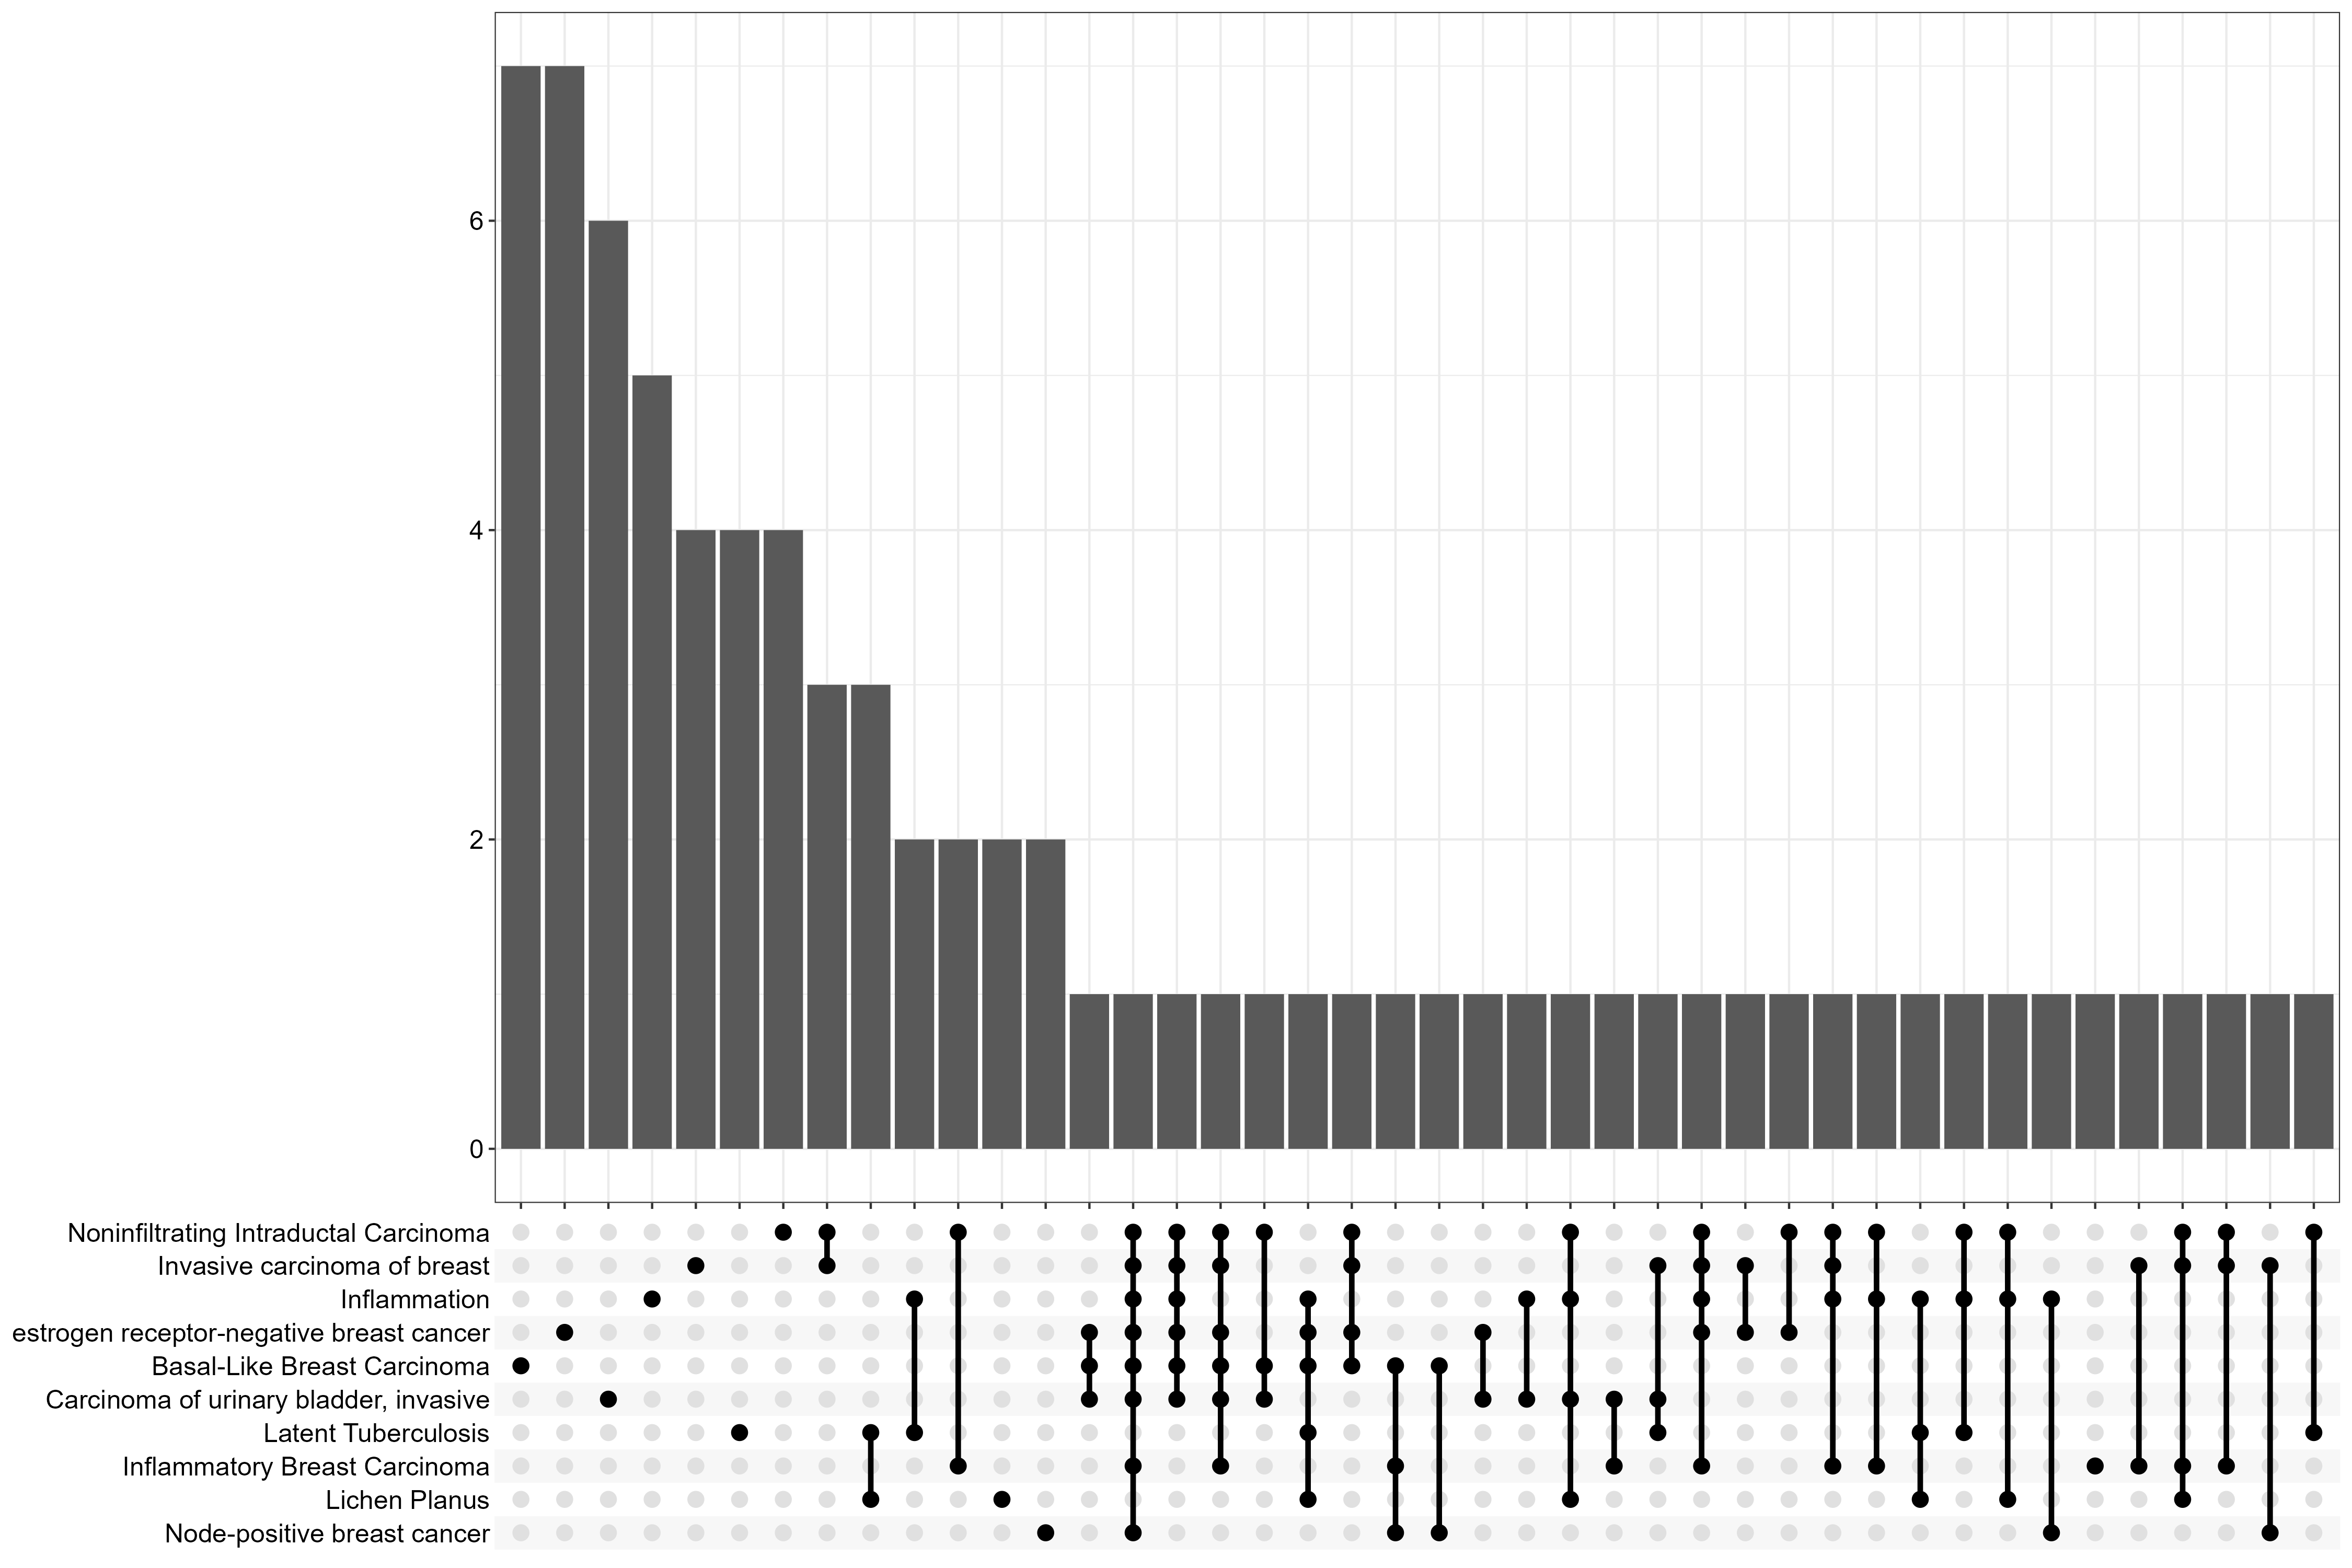 6
4
2
0
Noninfiltrating Intraductal Carcinoma
Invasive carcinoma of breast
Inflammation
estrogen receptor-negative breast cancer
Basal-Like Breast Carcinoma
Carcinoma of urinary bladder, invasive
Latent Tuberculosis
Inflammatory Breast Carcinoma
Lichen Planus
Node-positive breast cancer